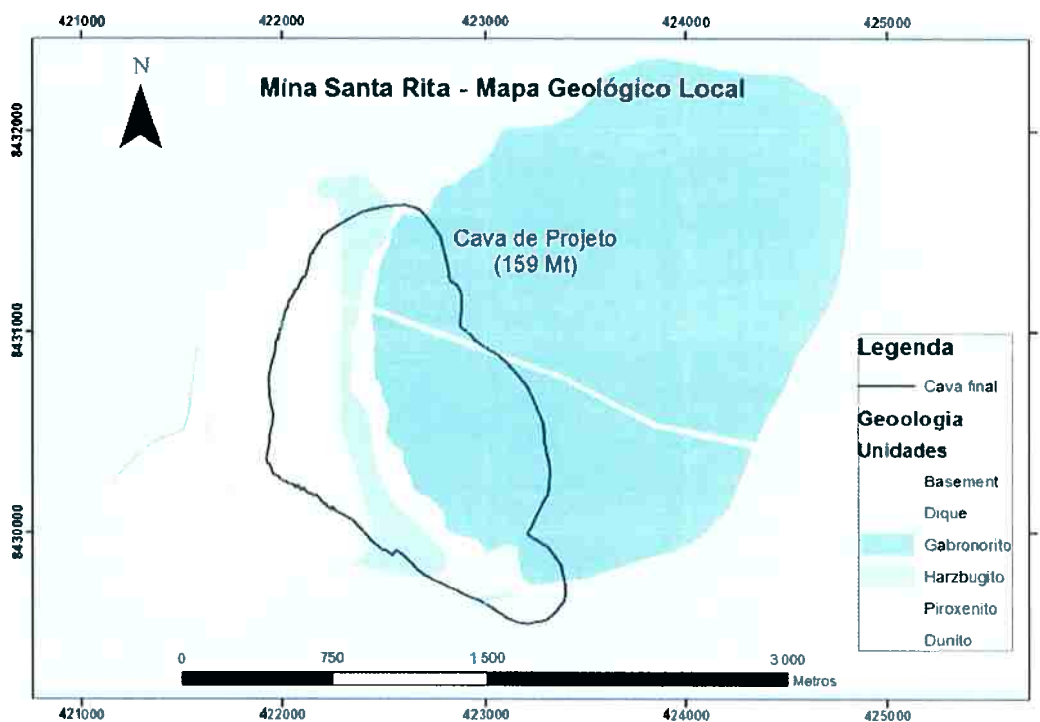 421000 422000 423000 424000 425000
N
Mina Santa Rita - Mapa Geológico Local
8432000
Cava de Projeto
(159 Mt)
8431000
Legenda
Cava final
Geoologia
Unidades
Basement
Dique
8430000
Gabronorito
Harzbugito
Piroxenito
Dunito
0 750 1 500 3 000
Metros
421000 422000 423000 424000 425000